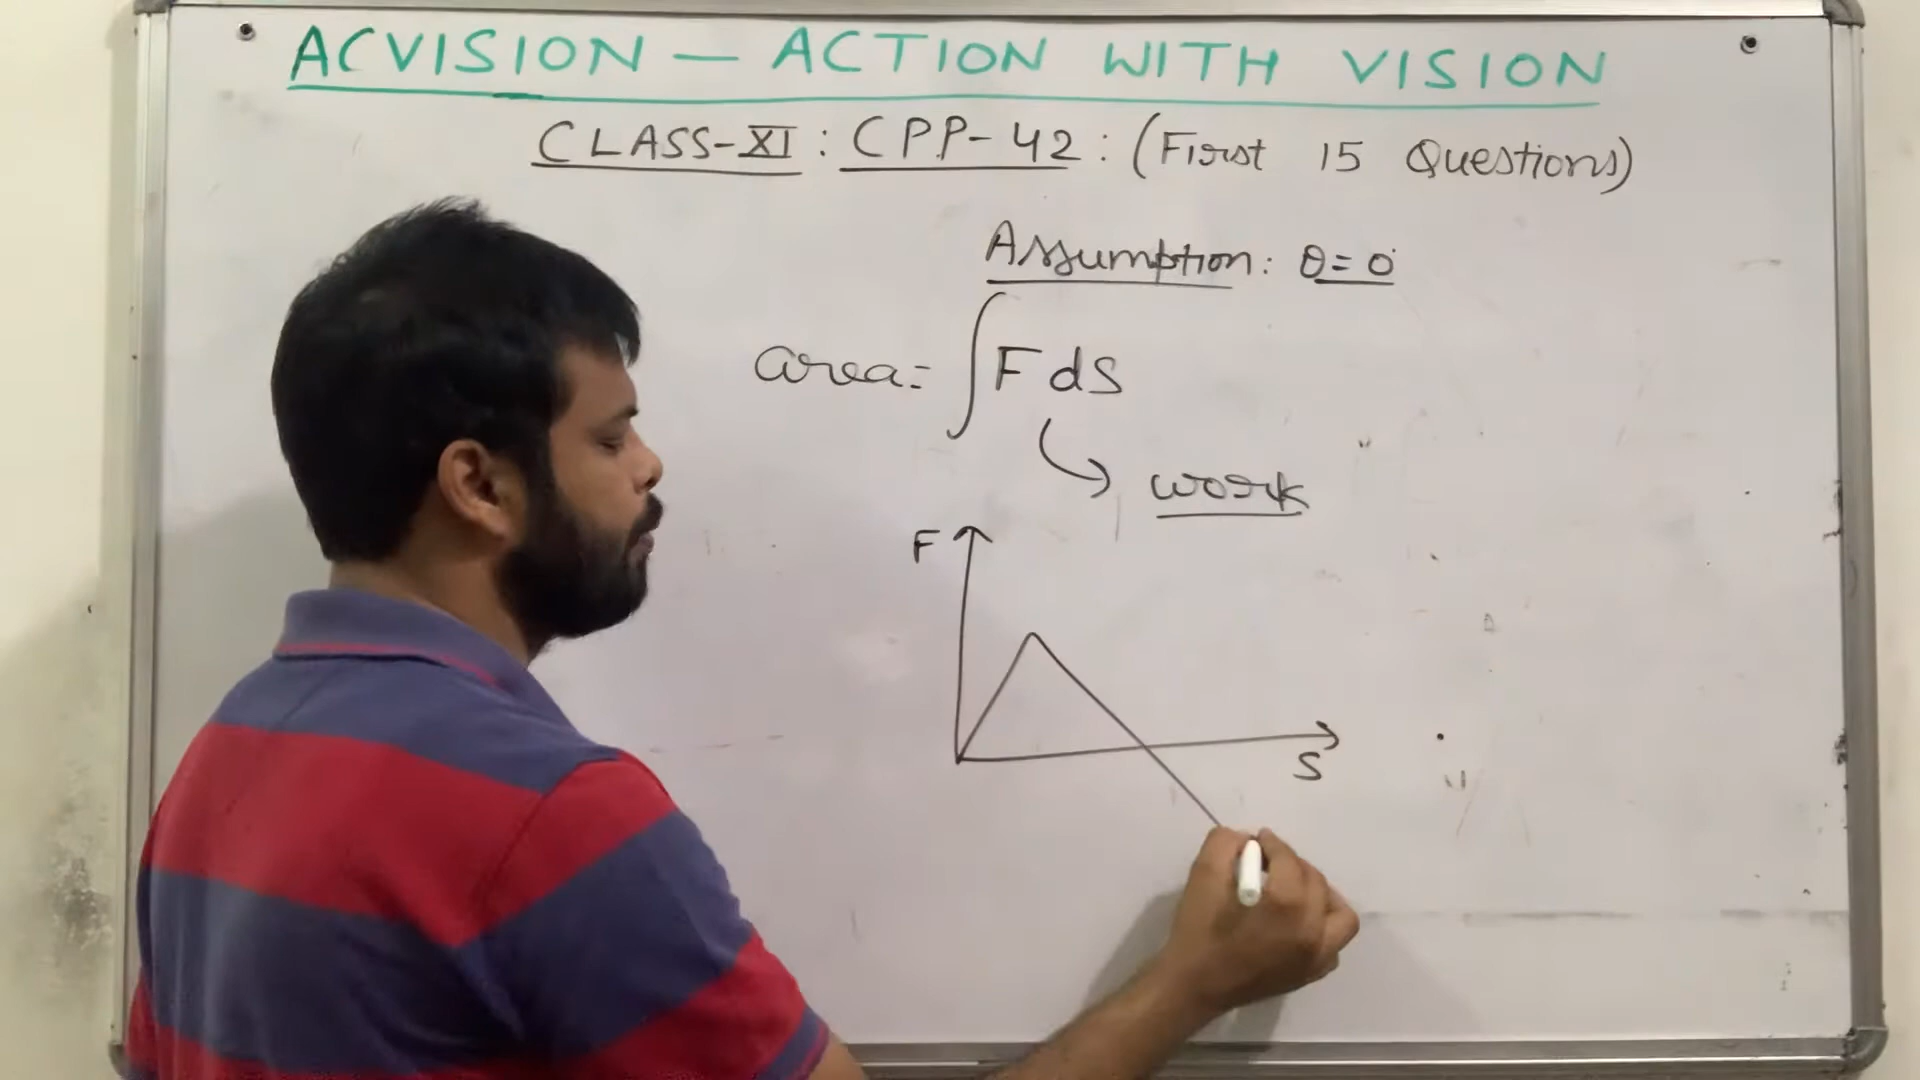 ACVISION — ACTION WITH VISION
CLASS-XI : CPP-42 : (First 15 Questions)
Assumption: θ = 0
area = ∫ F dS
work
F
S